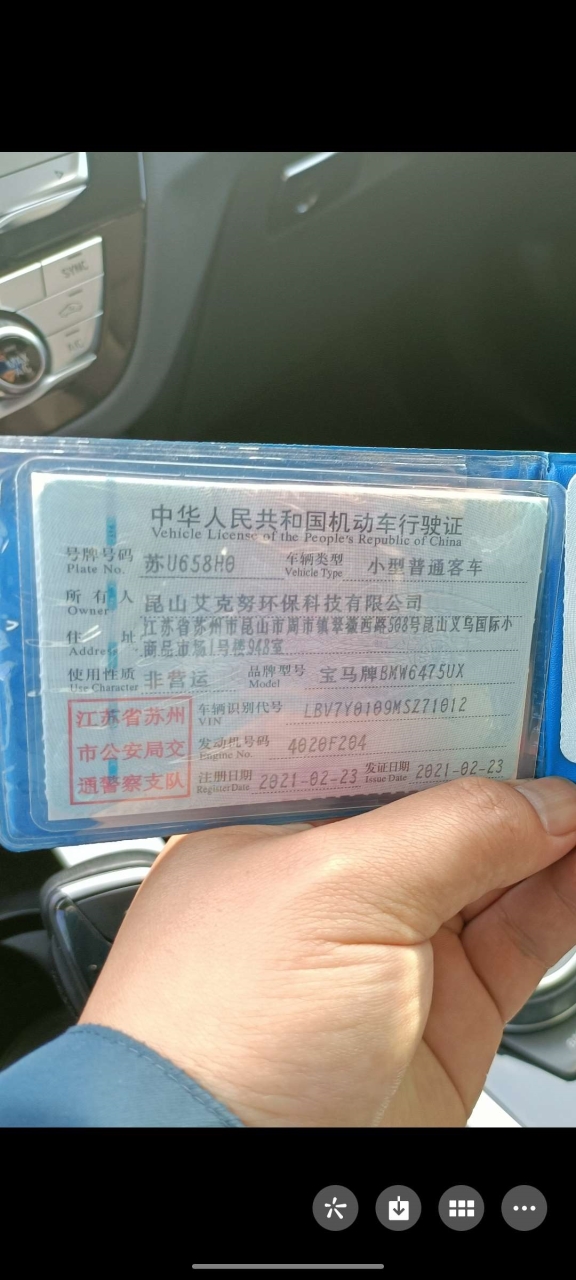 SYNC
中华人民共和国机动车行驶证
Vehicle License of the People's Republic of China
号牌号码 苏U658H0 车辆类型 小型普通客车
Plate No. Vehicle Type
所有人 昆山艾克努环保科技有限公司
Owner
住址 江苏省苏州市昆山市周市镇翠薇西路508号昆山义乌国际小
Address 商品市第1号楼948室
使用性质 非营运 品牌型号 宝马牌BMW6475UX
Use Character Model
江苏省苏州
市公安局交
通警察支队
车辆识别代号 LBV7Y0109MSZ71012
VIN
发动机号码 4020F204
Engine No.
注册日期 2021-02-23 发证日期 2021-02-23
Register Date Issue Date